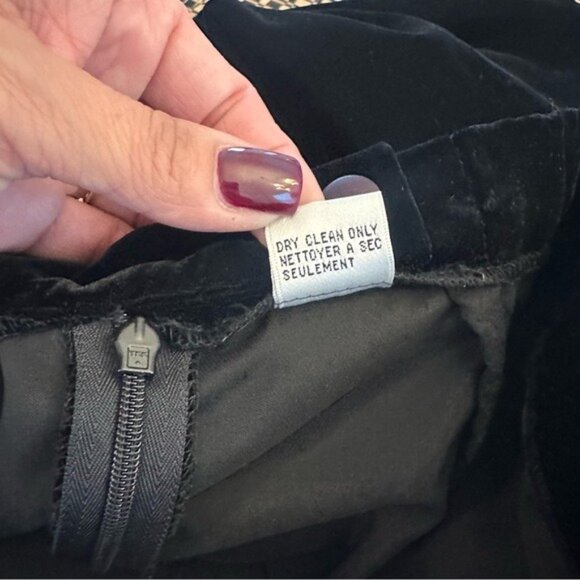 DRY CLEAN ONLY
NETTOYER A SEC
SEULEMENT